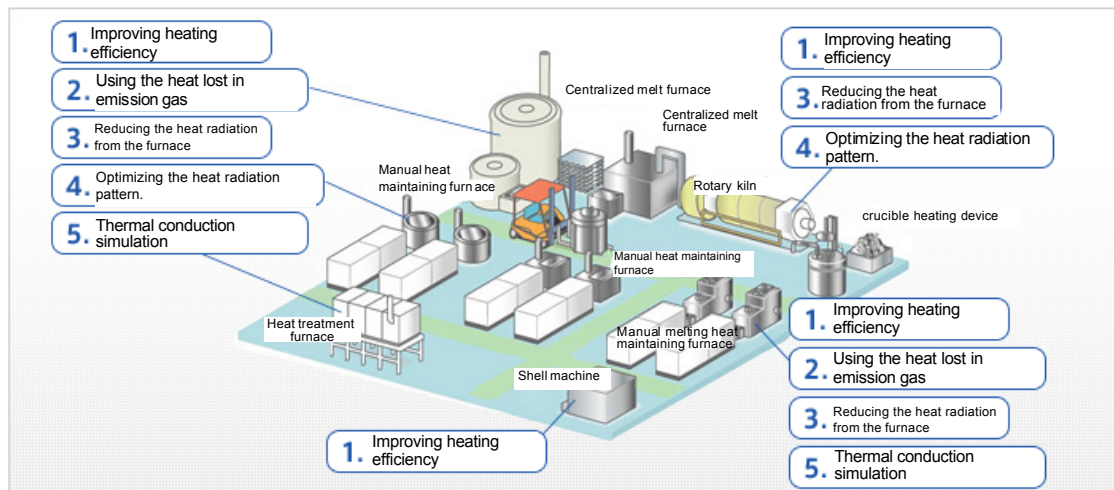 1. Improving heating
efficiency
2. Using the heat lost in
emission gas
3. Reducing the heat radiation
from the furnace
4. Optimizing the heat radiation
pattern.
5. Thermal conduction
simulation
Centralized melt furnace
Centralized melt
furnace
Manual heat
maintaining furnace
Rotary kiln
crucible heating device
Manual heat maintaining
furnace
Heat treatment
furnace
Manual melting heat
maintaining furnace
Shell machine
1. Improving heating
efficiency
1. Improving heating
efficiency
3. Reducing the heat
radiation from the furnace
4. Optimizing the heat radiation
pattern.
1. Improving heating
efficiency
2. Using the heat lost in
emission gas
3. Reducing the heat radiation
from the furnace
5. Thermal conduction
simulation